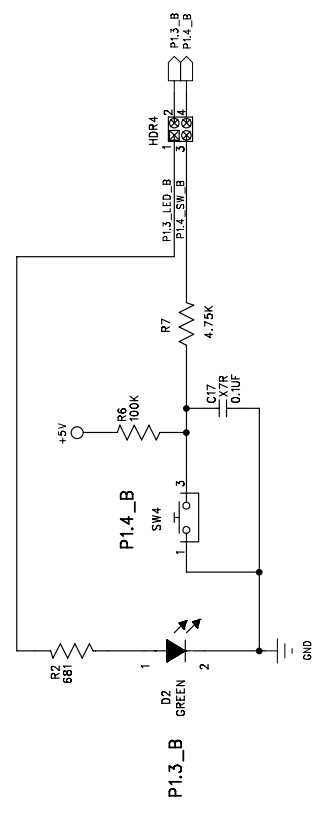 P1.3_B
P1.4_B
HDR4
1 2
3 4
P1.3_LED_B
P1.4_SW_B
R7
4.75K
+5V
R6
100K
C17
X7R
0.1UF
P1.4_B
SW4
3
1
R2
681
1
D2
GREEN
2
GND
P1.3_B